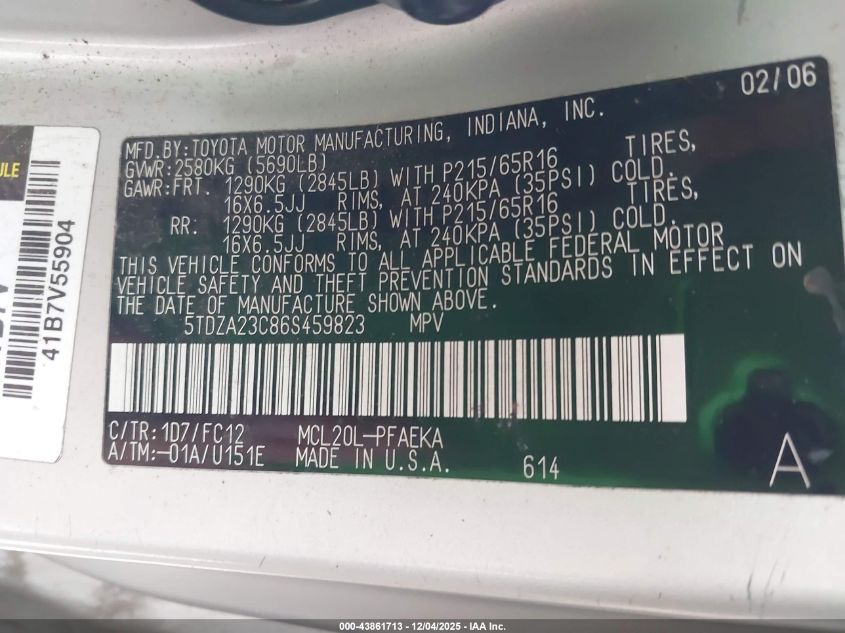 02/06
MFD.BY:TOYOTA MOTOR MANUFACTURING, INDIANA, INC.
GVWR:2580KG (5690LB)
GAWR:FRT. 1290KG (2845LB) WITH P215/65R16 TIRES,
16X6.5JJ RIMS, AT 240KPA (35PSI) COLD.
RR: 1290KG (2845LB) WITH P215/65R16 TIRES,
16X6.5JJ RIMS, AT 240KPA (35PSI) COLD.
THIS VEHICLE CONFORMS TO ALL APPLICABLE FEDERAL MOTOR
VEHICLE SAFETY AND THEFT PREVENTION STANDARDS IN EFFECT ON
THE DATE OF MANUFACTURE SHOWN ABOVE.
5TDZA23C86S459823 MPV
C/TR: 1D7/FC12 MCL20L-PFAEKA
A/TM:-01A/U151E MADE IN U.S.A. 614
A
41B7V55904
000-43861713 - 12/04/2025 - IAA Inc.